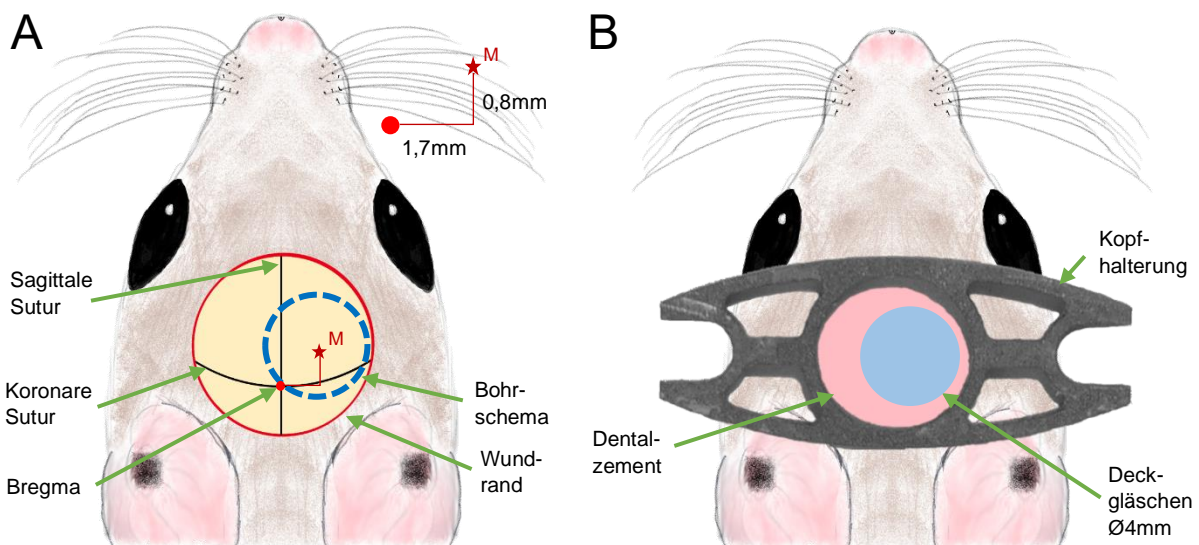 A
M
0,8mm
1,7mm
Sagittale
Sutur
M
Koronare
Sutur
Bohr-
schema
Bregma
Wund-
rand
B
Kopf-
halterung
Dental-
zement
Deck-
gläschen
Ø4mm